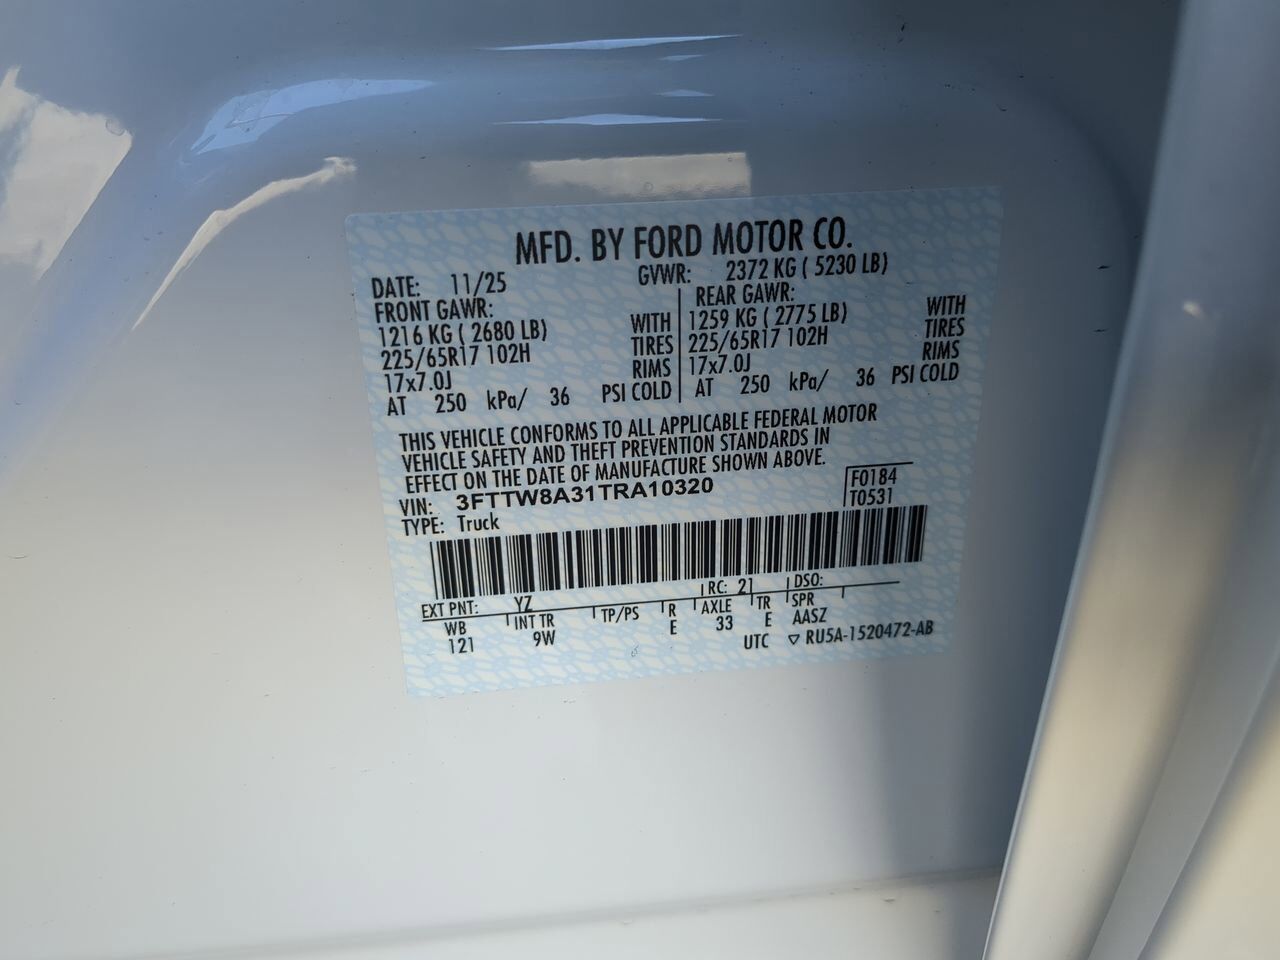 MFD. BY FORD MOTOR CO.
DATE: 11/25 GVWR: 2372 KG ( 5230 LB)
FRONT GAWR: REAR GAWR:
1216 KG ( 2680 LB) WITH 1259 KG ( 2775 LB) WITH
225/65R17 102H TIRES 225/65R17 102H TIRES
17x7.0J RIMS 17x7.0J RIMS
AT 250 kPa/ 36 PSI COLD AT 250 kPa/ 36 PSI COLD
THIS VEHICLE CONFORMS TO ALL APPLICABLE FEDERAL MOTOR
VEHICLE SAFETY AND THEFT PREVENTION STANDARDS IN
EFFECT ON THE DATE OF MANUFACTURE SHOWN ABOVE.
VIN: 3FTTW8A31TRA10320 F0184
TYPE: Truck T0531
EXT PNT: YZ RC: 21 DSO:
WB INT TR TP/PS R AXLE TR SPR
121 9W E 33 E AASZ
UTC ▽ RU5A-1520472-AB